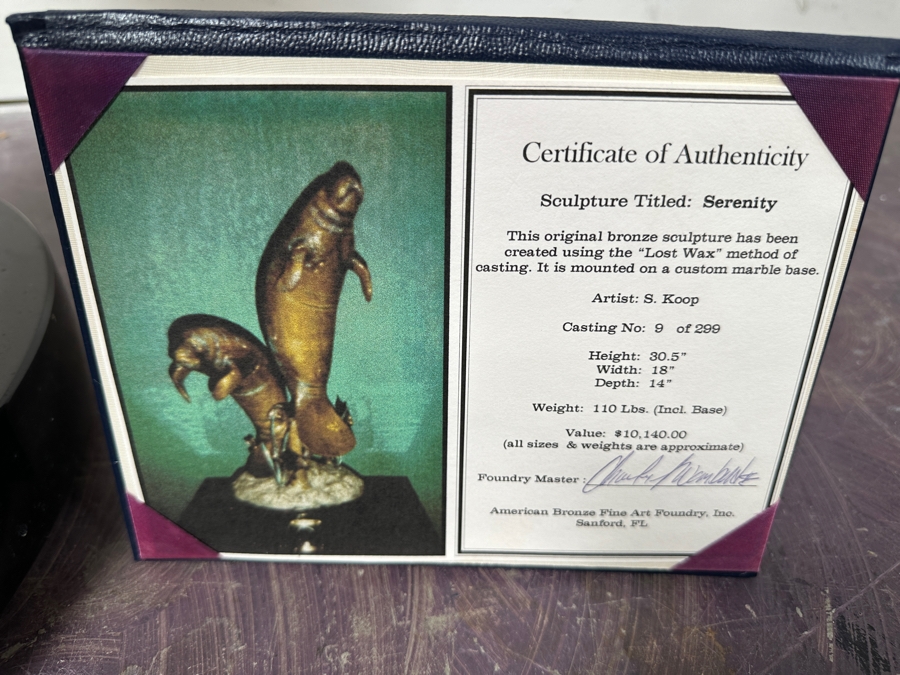 Certificate of Authenticity
Sculpture Titled: Serenity
This original bronze sculpture has been
created using the “Lost Wax” method of
casting. It is mounted on a custom marble base.
Artist: S. Koop
Casting No: 9 of 299
Height: 30.5”
Width: 18”
Depth: 14”
Weight: 110 Lbs. (Incl. Base)
Value: $10,140.00
(all sizes & weights are approximate)
Foundry Master :
American Bronze Fine Art Foundry, Inc.
Sanford, FL